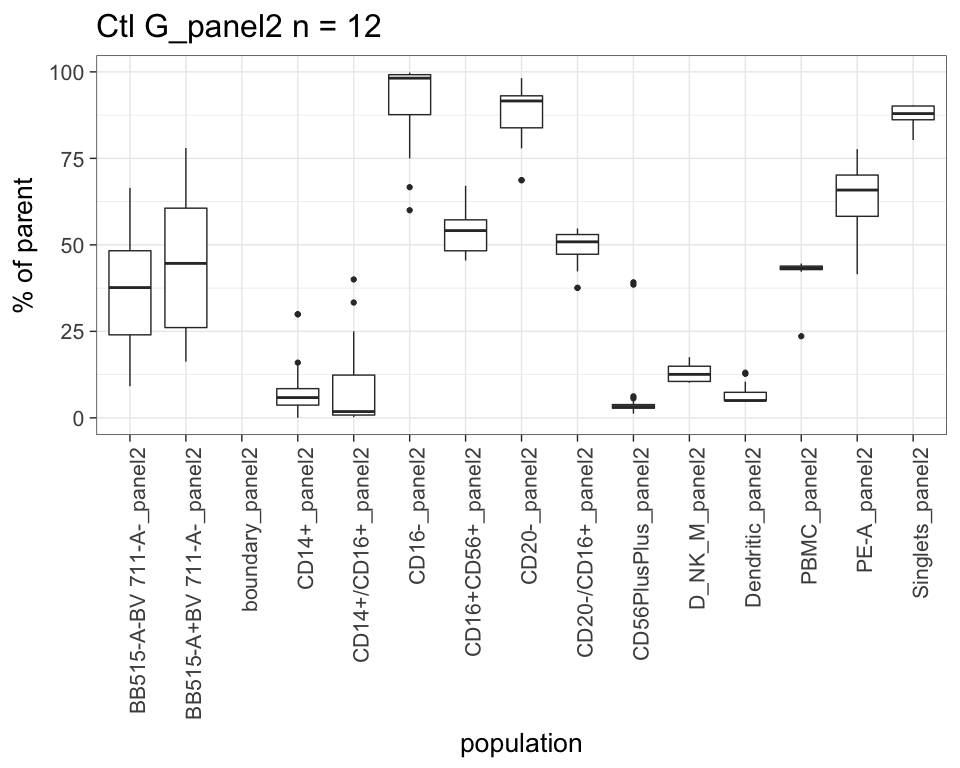 Ctl G_panel2 n = 12
% of parent
100
75
50
25
0
BB515-A-BV 711-A-_panel2
BB515-A+BV 711-A-_panel2
boundary_panel2
CD14+_panel2
CD14+/CD16+_panel2
CD16-_panel2
CD16+CD56+_panel2
CD20-_panel2
CD20-/CD16+_panel2
CD56PlusPlus_panel2
D_NK_M_panel2
Dendritic_panel2
PBMC_panel2
PE-A_panel2
Singlets_panel2
population